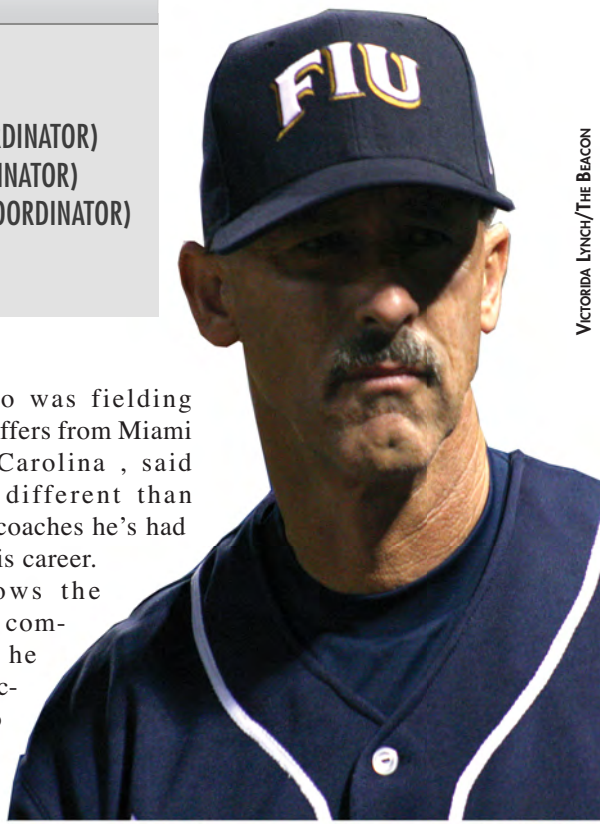 DINATOR)
INATOR)
OORDINATOR)
FIU
VICTORIDA LYNCH/THE BEACON
o was fielding
ffers from Miami
Carolina , said
different than
coaches he's had
is career.
ows the
com-
he
c-